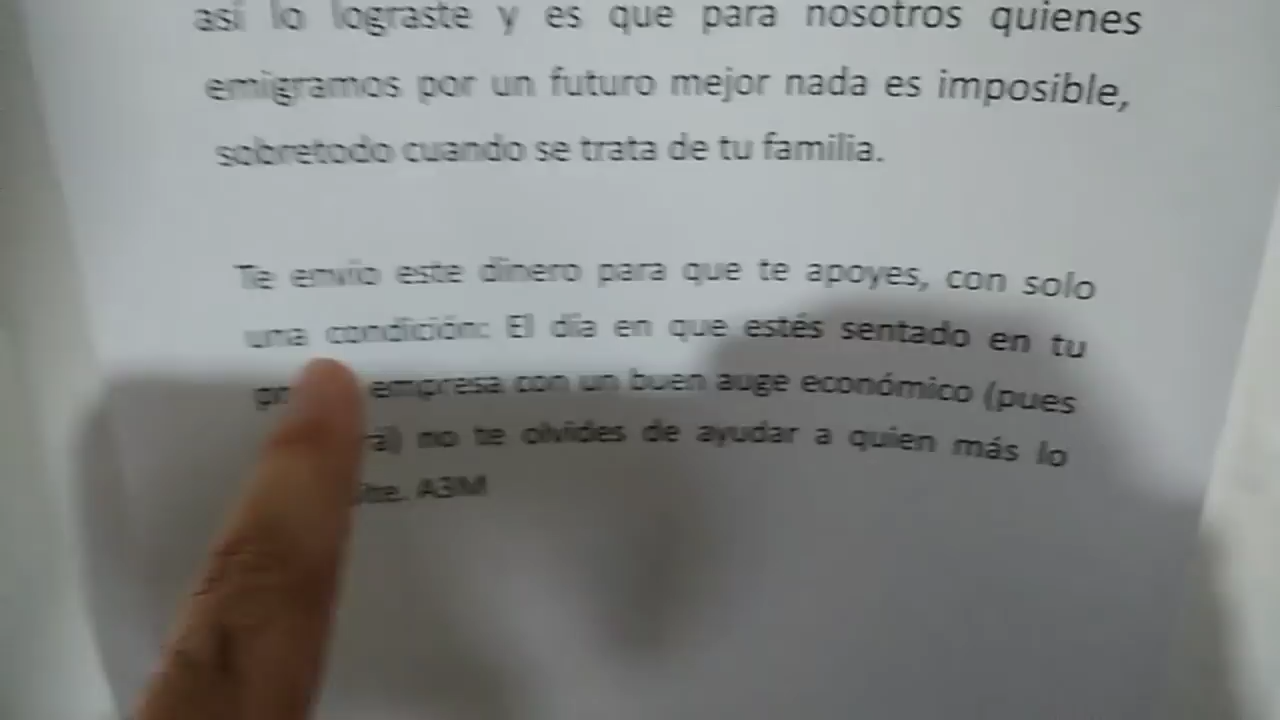 así lo lograste y es que para nosotros quienes
emigramos por un futuro mejor nada es imposible,
sobretodo cuando se trata de tu familia.
Te envio este dinero para que te apoyes, con solo
una condición: El día en que estés sentado en tu
empresa con un buen auge económico (pues
no te olvides de ayudar a quien más lo
A3M